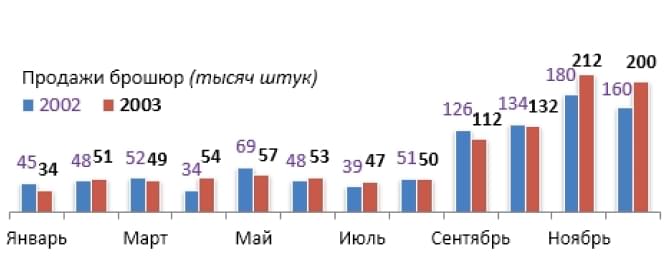 Продажи брошюр (тысяч штук)
2002 2003
45 34 48 51 52 49 34 54 69 57 48 53 39 47 51 50 126 112 134 132 180 212 160 200
Январь Март Май Июль Сентябрь Ноябрь